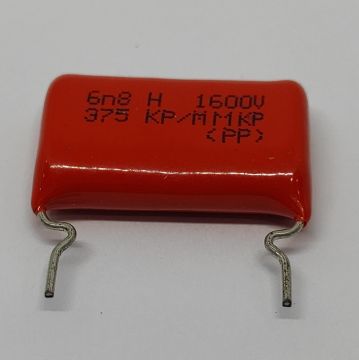 6n8 H 1600V
375 KP/MMKP
(PP)